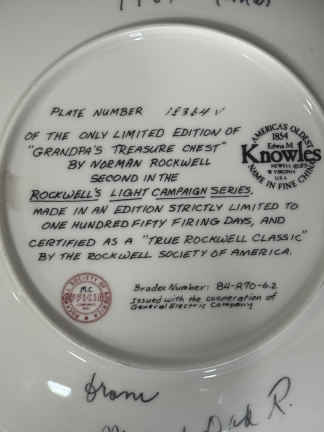 PLATE NUMBER 18364 V
OF THE ONLY LIMITED EDITION OF
"GRANDPA'S TREASURE CHEST"
BY NORMAN ROCKWELL
SECOND IN THE
ROCKWELL'S LIGHT CAMPAIGN SERIES,
MADE IN AN EDITION STRICTLY LIMITED TO
ONE HUNDRED FIFTY FIRING DAYS, AND
CERTIFIED AS A "TRUE ROCKWELL CLASSIC"
BY THE ROCKWELL SOCIETY OF AMERICA.
AMERICA'S OLDEST
1854
Edwin M.
Knowles
NEWELL
W VIRGINIA
U.S.A.
NAME IN FINE CHINA
Bradex Number: 84-R70-6.2
Issued with the cooperation of
General Electric Company
from
Dad R.